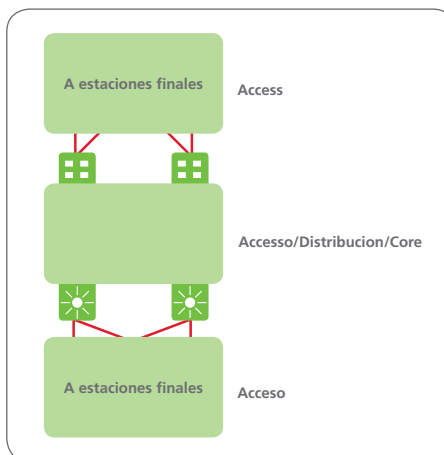 A estaciones finales
Access
Accesso/Distribucion/Core
A estaciones finales
Acceso